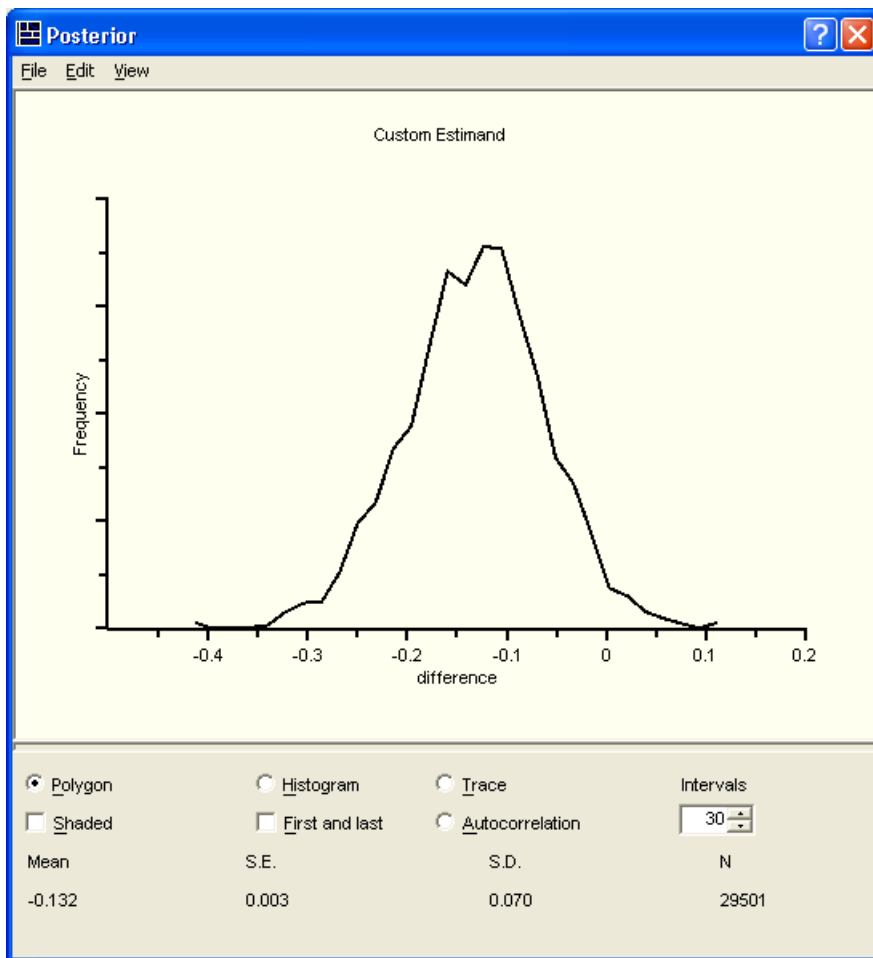 Posterior
File Edit View
Custom Estimand
Frequency
-0.4 -0.3 -0.2 -0.1 0 0.1 0.2
difference
Polygon Histogram Trace Intervals
Shaded First and last Autocorrelation 30
Mean S.E. S.D. N
-0.132 0.003 0.070 29501